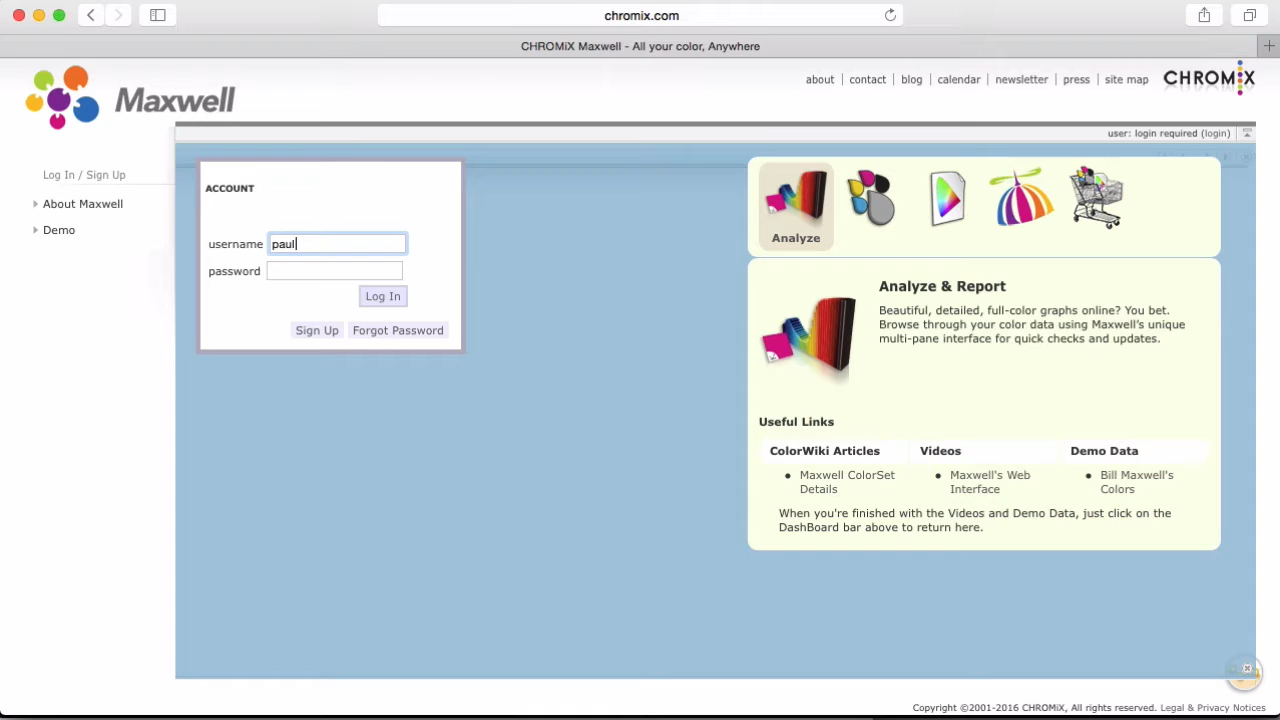 chromix.com
CHROMiX Maxwell - All your color, Anywhere
Maxwell
about | contact | blog | calendar | newsletter | press | site map
CHROMiX
user: login required (login)
Log In / Sign Up
About Maxwell
Demo
ACCOUNT
username paul
password
Log In
Sign Up Forgot Password
Analyze
Analyze & Report
Beautiful, detailed, full-color graphs online? You bet.
Browse through your color data using Maxwell's unique
multi-pane interface for quick checks and updates.
Useful Links
ColorWiki Articles
Maxwell ColorSet
Details
Videos
Maxwell's Web
Interface
Demo Data
Bill Maxwell's
Colors
When you're finished with the Videos and Demo Data, just click on the
DashBoard bar above to return here.
Copyright ©2001-2016 CHROMiX, All rights reserved. Legal & Privacy Notices